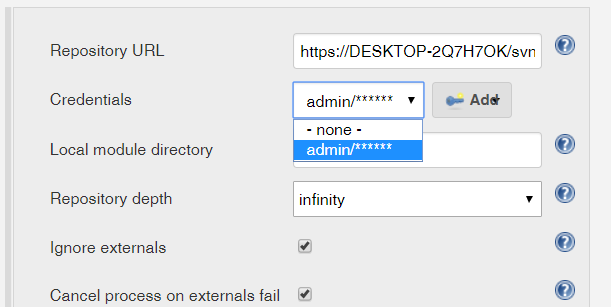 Repository URL
https://DESKTOP-2Q7H7OK/svn
Credentials
admin/******
Add
- none -
admin/******
Local module directory
Repository depth
infinity
Ignore externals
Cancel process on externals fail